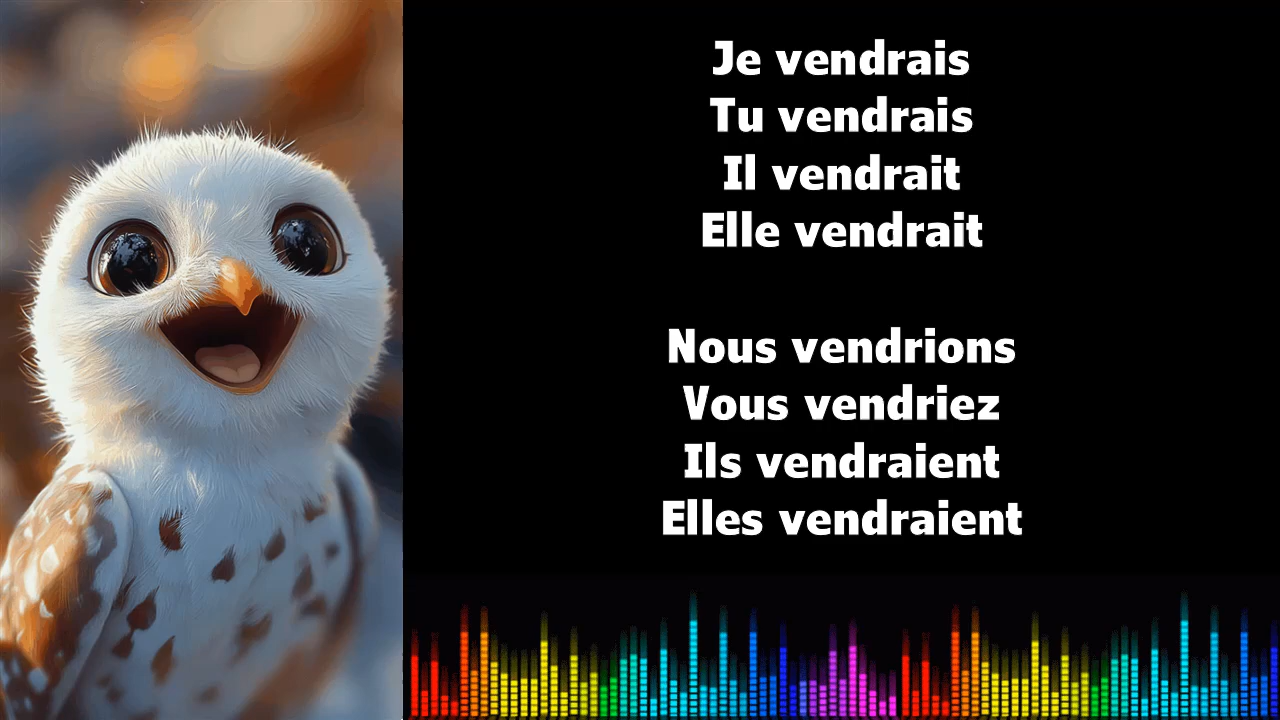 Je vendrais
Tu vendrais
Il vendrait
Elle vendrait
Nous vendrions
Vous vendriez
Ils vendraient
Elles vendraient